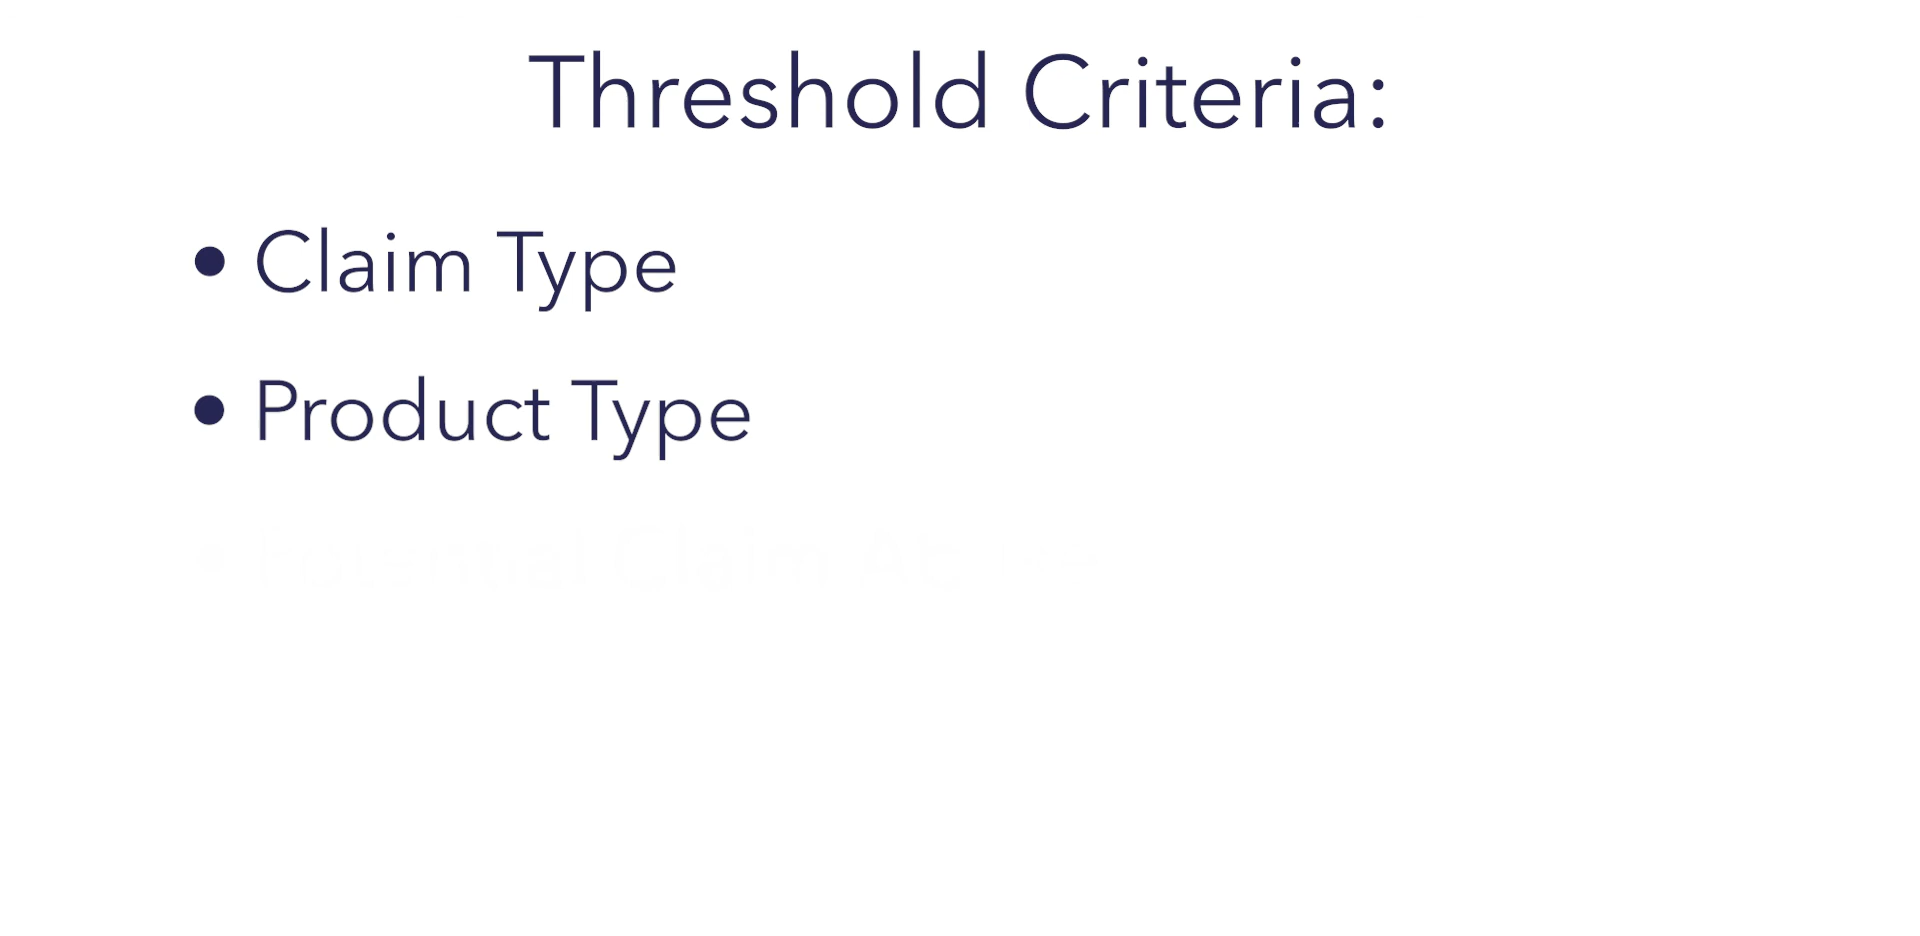 Threshold Criteria:
• Claim Type
• Product Type